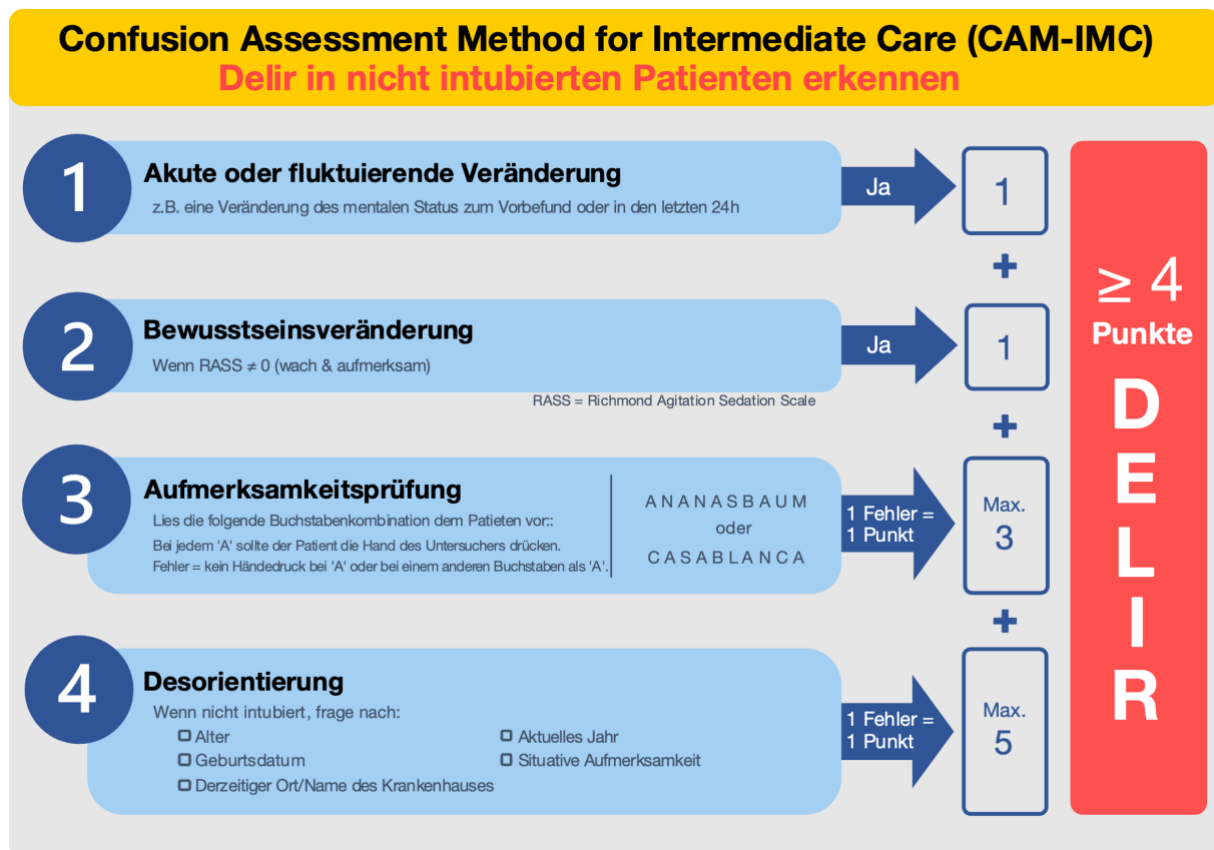 Confusion Assessment Method for Intermediate Care (CAM-IMC)
Delir in nicht intubierten Patienten erkennen
1
Akute oder fluktuierende Veränderung
z.B. eine Veränderung des mentalen Status zum Vorbefund oder in den letzten 24h
Ja
1
+
2
Bewusstseinsveränderung
Wenn RASS ≠ 0 (wach & aufmerksam)
Ja
1
RASS = Richmond Agitation Sedation Scale
+
3
Aufmerksamkeitsprüfung
Lies die folgende Buchstabenkombination dem Patieten vor::
Bei jedem 'A' sollte der Patient die Hand des Untersuchers drücken.
Fehler = kein Händedruck bei 'A' oder bei einem anderen Buchstaben als 'A'.
A N A N A S B A U M
oder
C A S A B L A N C A
1 Fehler =
1 Punkt
Max.
3
+
4
Desorientierung
Wenn nicht intubiert, frage nach:
Alter
Geburtsdatum
Derzeitiger Ort/Name des Krankenhauses
Aktuelles Jahr
Situative Aufmerksamkeit
1 Fehler =
1 Punkt
Max.
5
≥ 4
Punkte
D
E
L
I
R